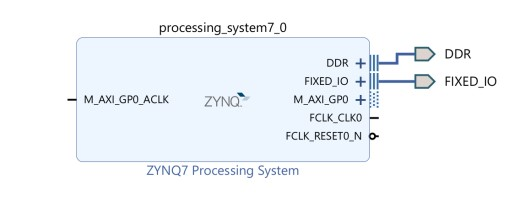 processing_system7_0
DDR
DDR
FIXED_IO
FIXED_IO
M_AXI_GP0_ACLK
ZYNQ
M_AXI_GP0
FCLK_CLK0
FCLK_RESET0_N
ZYNQ7 Processing System